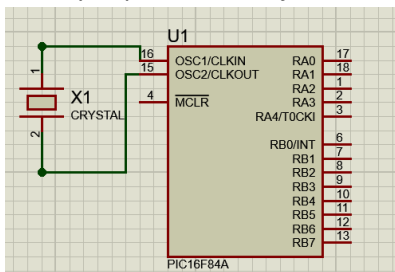 U1
16 OSC1/CLKIN RA0 17
15 OSC2/CLKOUT RA1 18
RA2 1
4 MCLR RA3 2
RA4/T0CKI 3
RB0/INT 6
RB1 7
RB2 8
RB3 9
RB4 10
RB5 11
RB6 12
RB7 13
PIC16F84A
1
X1
CRYSTAL
2